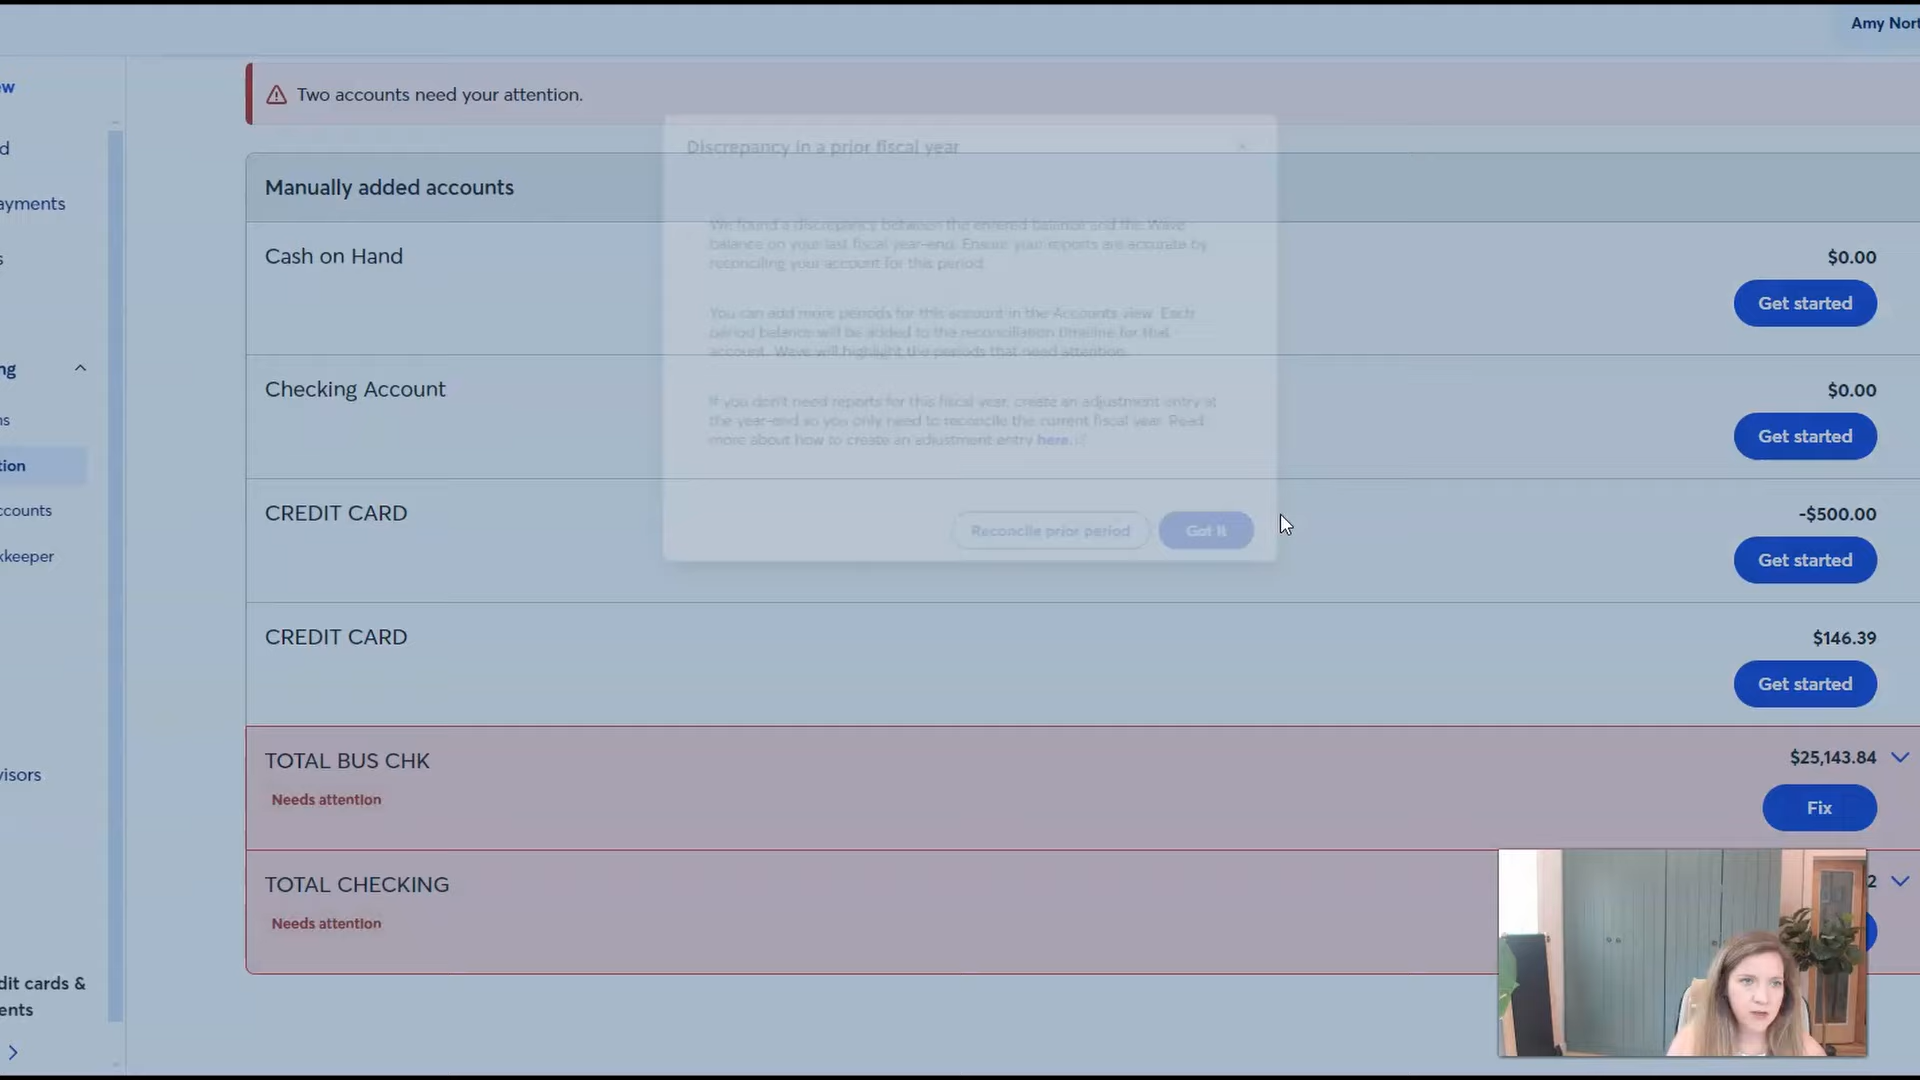 Amy Nort
ew
Two accounts need your attention.
d
ayments
s
ng
ns
tion
ccounts
kkeeper
visors
dit cards &
ents
Discrepancy in a prior fiscal year
We found a discrepancy between the entered balance and the Wave
balance on your last fiscal year-end. Ensure your reports are accurate by
reconciling your account for this period.
You can add more periods for this account in the Accounts view. Each
period balance will be added to the reconciliation timeline for that
account. Wave will highlight the periods that need attention.
If you don't need reports for this fiscal year, create an adjustment entry at
the year-end so you only need to reconcile the current fiscal year. Read
more about how to create an adjustment entry here.
Reconcile prior period
Got it
Manually added accounts
Cash on Hand
$0.00
Get started
Checking Account
$0.00
Get started
CREDIT CARD
-$500.00
Get started
CREDIT CARD
$146.39
Get started
TOTAL BUS CHK
$25,143.84
Needs attention
Fix
TOTAL CHECKING
2
Needs attention